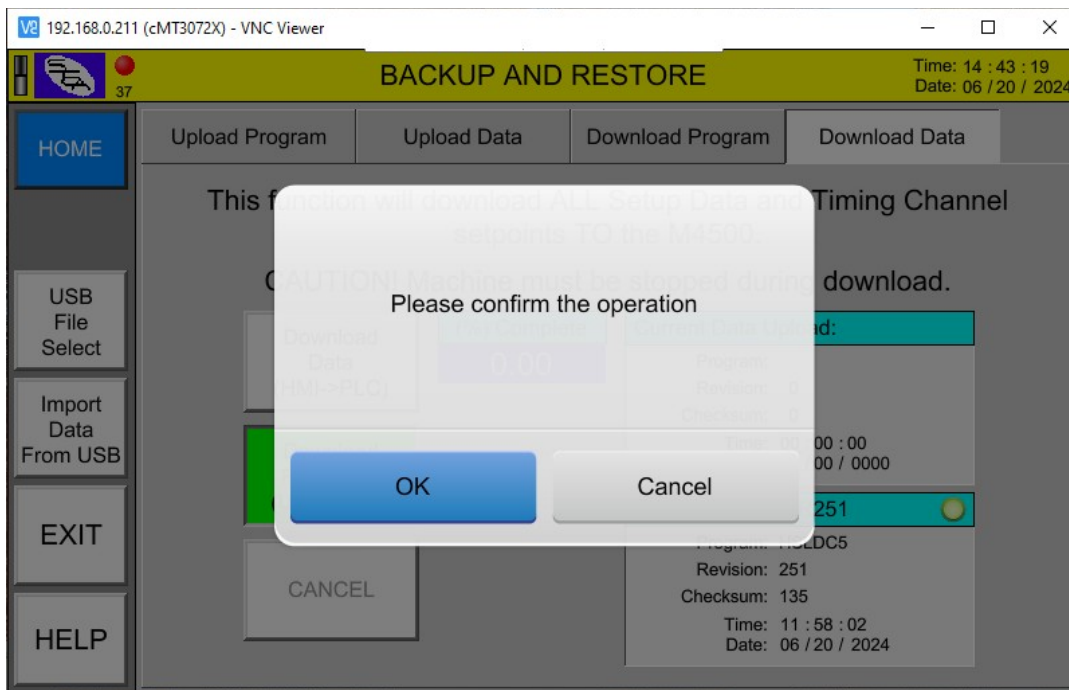 192.168.0.211 (cMT3072X) - VNC Viewer
37
BACKUP AND RESTORE
Time: 14 : 43 : 19
Date: 06 / 20 / 2024
HOME
Upload Program
Upload Data
Download Program
Download Data
This function will download ALL Setup Data and Timing Channel
setpoints TO the M4500.
CAUTION! Machine must be stopped during download.
Please confirm the operation
OK
Cancel
USB
File
Select
Import
Data
From USB
EXIT
HELP
Download
Data
(HMI->PLC)
Complete
0.00
Current Data Upload:
Program:
Revision: 0
Checksum: 0
Time: 00 : 00 : 00
00 / 0000
CANCEL
251
Program: HSLDC5
Revision: 251
Checksum: 135
Time: 11 : 58 : 02
Date: 06 / 20 / 2024